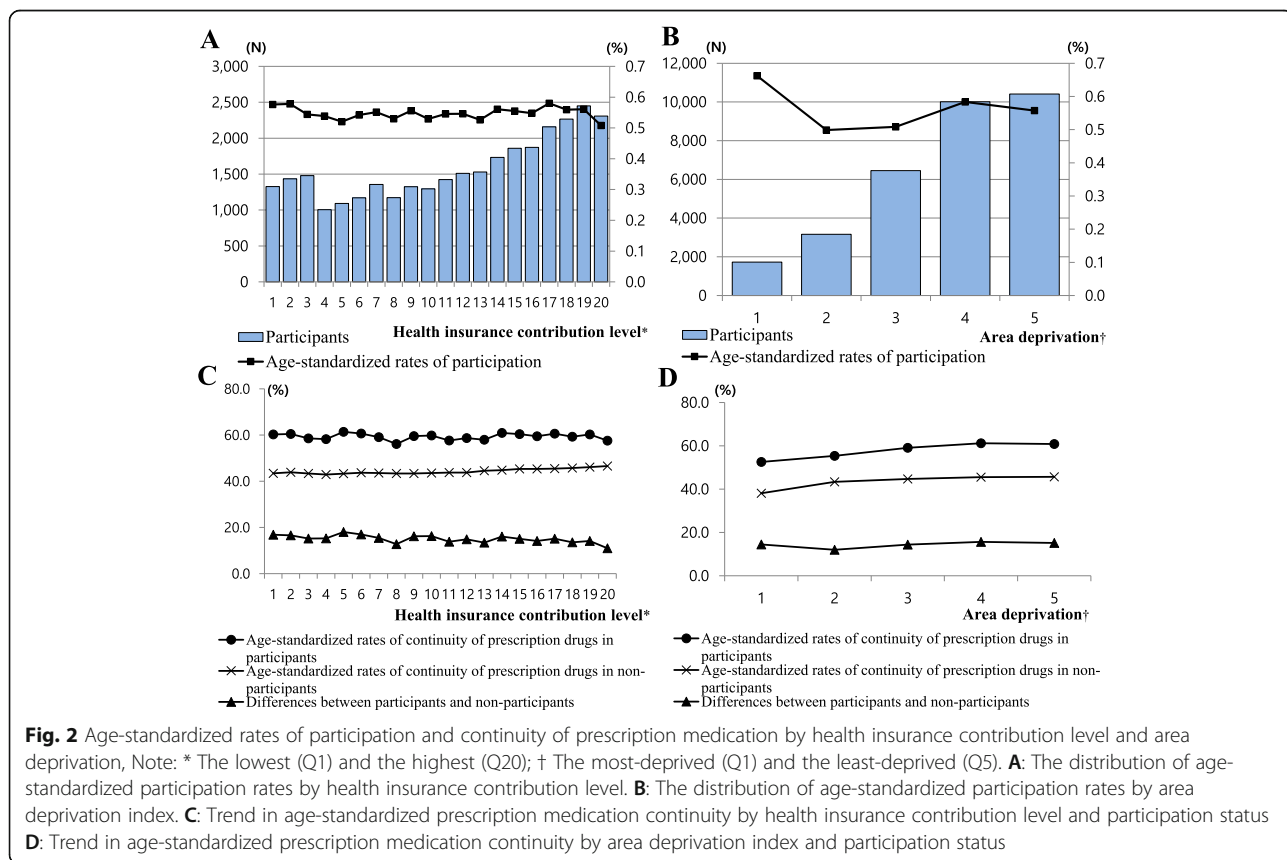 A
(N)
(%)
3,000
2,500
2,000
1,500
1,000
500
0
0.7
0.6
0.5
0.4
0.3
0.2
0.1
0.0
1 2 3 4 5 6 7 8 9 10 11 12 13 14 15 16 17 18 19 20
Participants
Health insurance contribution level*
Age-standardized rates of participation
B
(N)
(%)
12,000
10,000
8,000
6,000
4,000
2,000
0
0.7
0.6
0.5
0.4
0.3
0.2
0.1
0.0
1 2 3 4 5
Participants
Area deprivation†
Age-standardized rates of participation
C
(%)
80.0
60.0
40.0
20.0
0.0
1 2 3 4 5 6 7 8 9 10 11 12 13 14 15 16 17 18 19 20
Health insurance contribution level*
Age-standardized rates of continuity of prescription drugs in
participants
Age-standardized rates of continuity of prescription drugs in non-
participants
Differences between participants and non-participants
D
(%)
80.0
60.0
40.0
20.0
0.0
1 2 3 4 5
Area deprivation†
Age-standardized rates of continuity of prescription drugs in
participants
Age-standardized rates of continuity of prescription drugs in non-
participants
Differences between participants and non-participants
Fig. 2 Age-standardized rates of participation and continuity of prescription medication by health insurance contribution level and area
deprivation, Note: * The lowest (Q1) and the highest (Q20); † The most-deprived (Q1) and the least-deprived (Q5). A: The distribution of age-
standardized participation rates by health insurance contribution level. B: The distribution of age-standardized participation rates by area
deprivation index. C: Trend in age-standardized prescription medication continuity by health insurance contribution level and participation status
D: Trend in age-standardized prescription medication continuity by area deprivation index and participation status